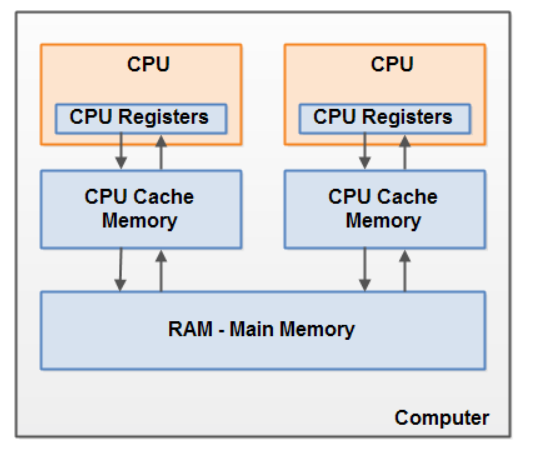 CPU
CPU
CPU Registers
CPU Registers
CPU Cache
Memory
CPU Cache
Memory
RAM - Main Memory
Computer